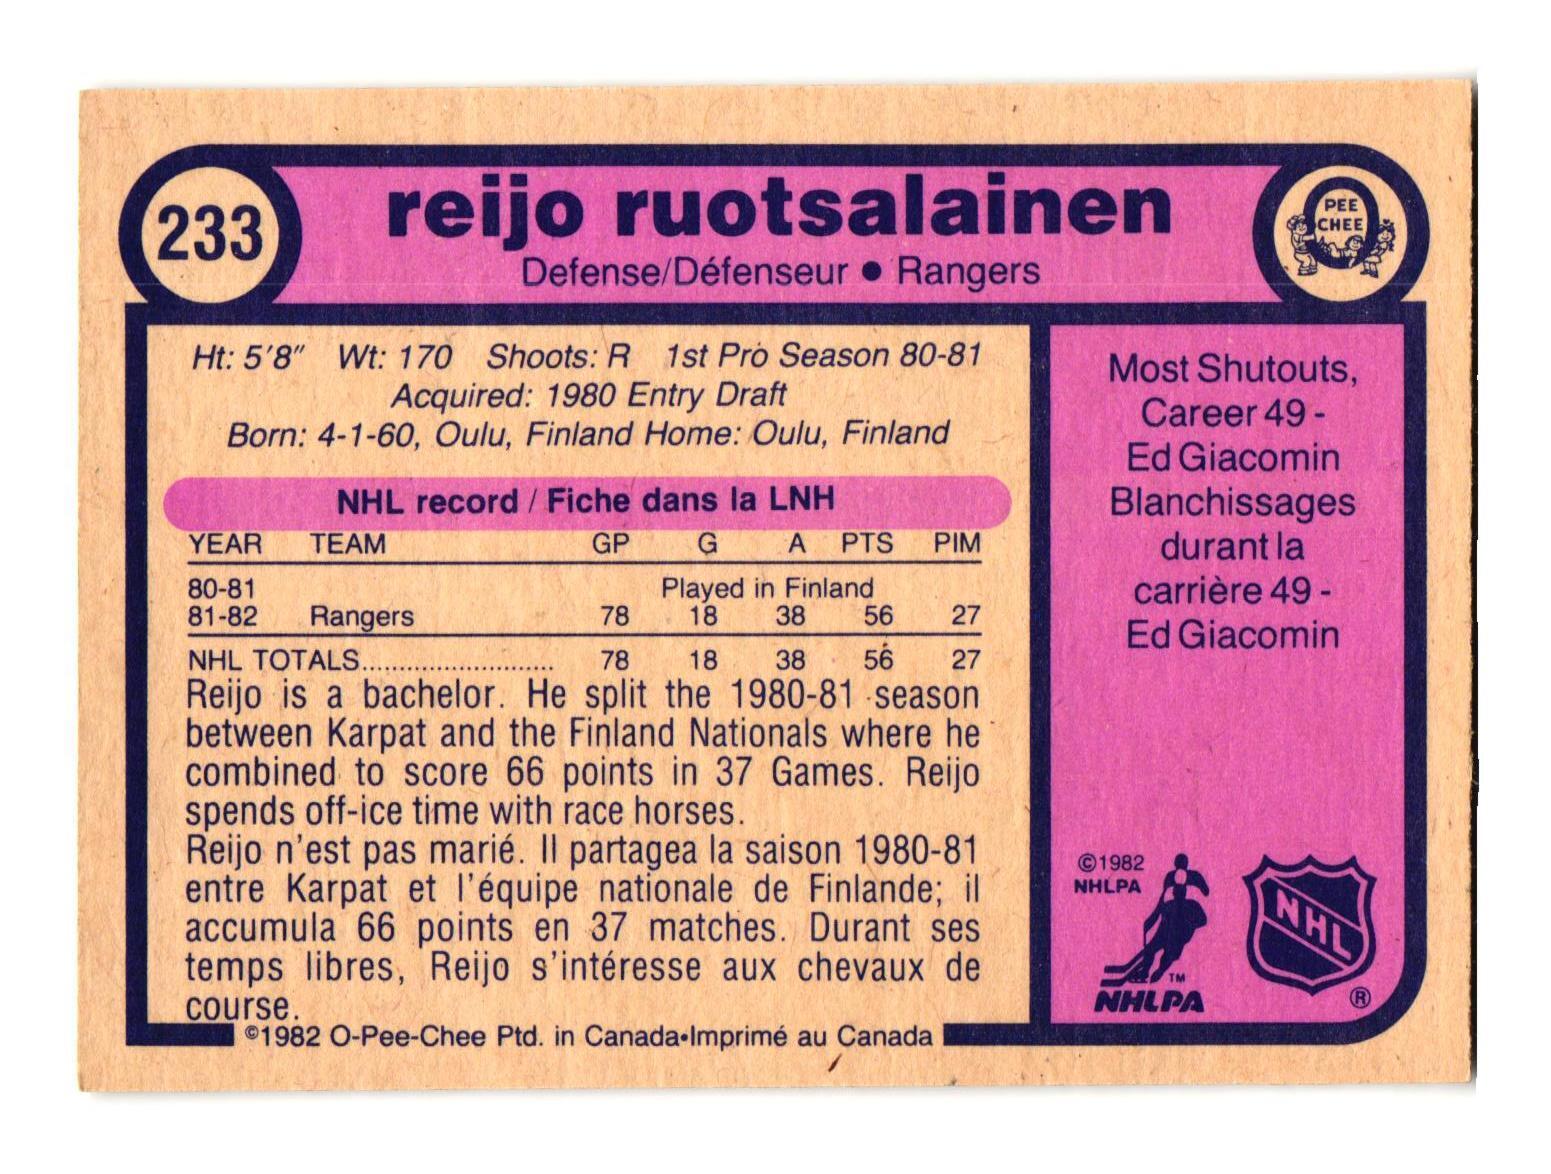 233
reijo ruotsalainen
PEE
CHEE
Defense/Défenseur ● Rangers
Ht: 5'8" Wt: 170 Shoots: R 1st Pro Season 80-81
Acquired: 1980 Entry Draft
Born: 4-1-60, Oulu, Finland Home: Oulu, Finland
NHL record / Fiche dans la LNH
YEAR TEAM GP G A PTS PIM
80-81 Played in Finland
81-82 Rangers 78 18 38 56 27
NHL TOTALS.......................... 78 18 38 56 27
Reijo is a bachelor. He split the 1980-81 season
between Karpat and the Finland Nationals where he
combined to score 66 points in 37 Games. Reijo
spends off-ice time with race horses.
Reijo n'est pas marié. Il partagea la saison 1980-81
entre Karpat et l'équipe nationale de Finlande; il
accumula 66 points en 37 matches. Durant ses
temps libres, Reijo s'intéresse aux chevaux de
course.
©1982 O-Pee-Chee Ptd. in Canada•Imprimé au Canada
Most Shutouts,
Career 49 -
Ed Giacomin
Blanchissages
durant la
carrière 49 -
Ed Giacomin
©1982
NHLPA
TM
NHLPA
NHL
®